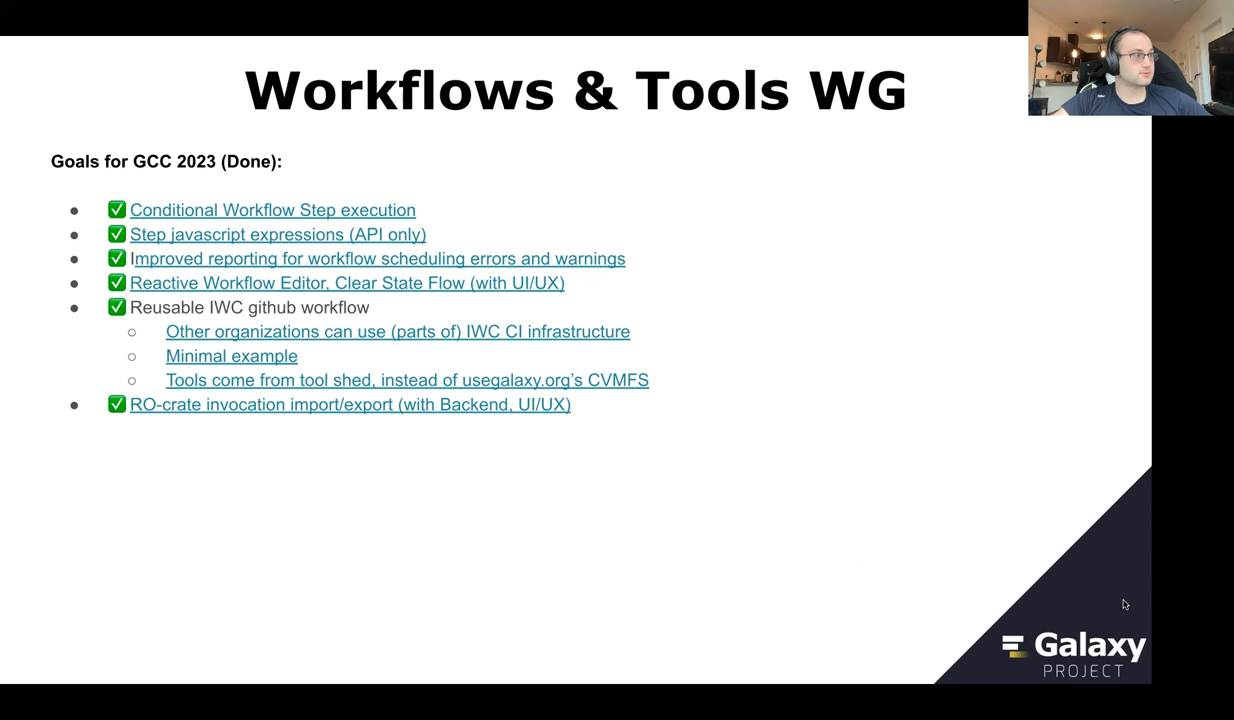 Workflows & Tools WG
Goals for GCC 2023 (Done):
● ✅ Conditional Workflow Step execution
● ✅ Step javascript expressions (API only)
● ✅ Improved reporting for workflow scheduling errors and warnings
● ✅ Reactive Workflow Editor, Clear State Flow (with UI/UX)
● ✅ Reusable IWC github workflow
○ Other organizations can use (parts of) IWC CI infrastructure
○ Minimal example
○ Tools come from tool shed, instead of usegalaxy.org’s CVMFS
● ✅ RO-crate invocation import/export (with Backend, UI/UX)
Galaxy
PROJECT